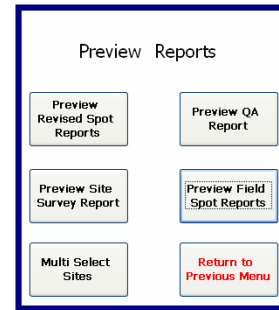 Preview Reports
Preview
Revised Spot
Reports
Preview QA
Report
Preview Site
Survey Report
Preview Field
Spot Reports
Multi Select
Sites
Return to
Previous Menu